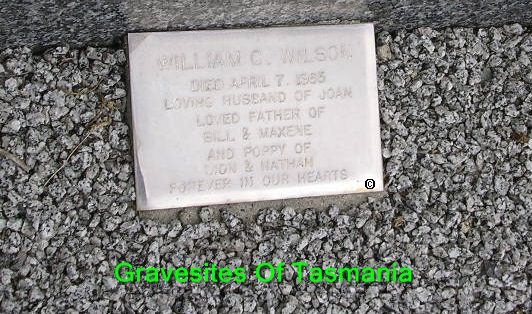 WILLIAM C. WILSON
DIED APRIL 7. 1985
LOVING HUSBAND OF JOAN
LOVED FATHER OF
BILL & MAXENE
AND POPPY OF
DION & NATHAN
FOREVER IN OUR HEARTS
©
Gravesites Of Tasmania